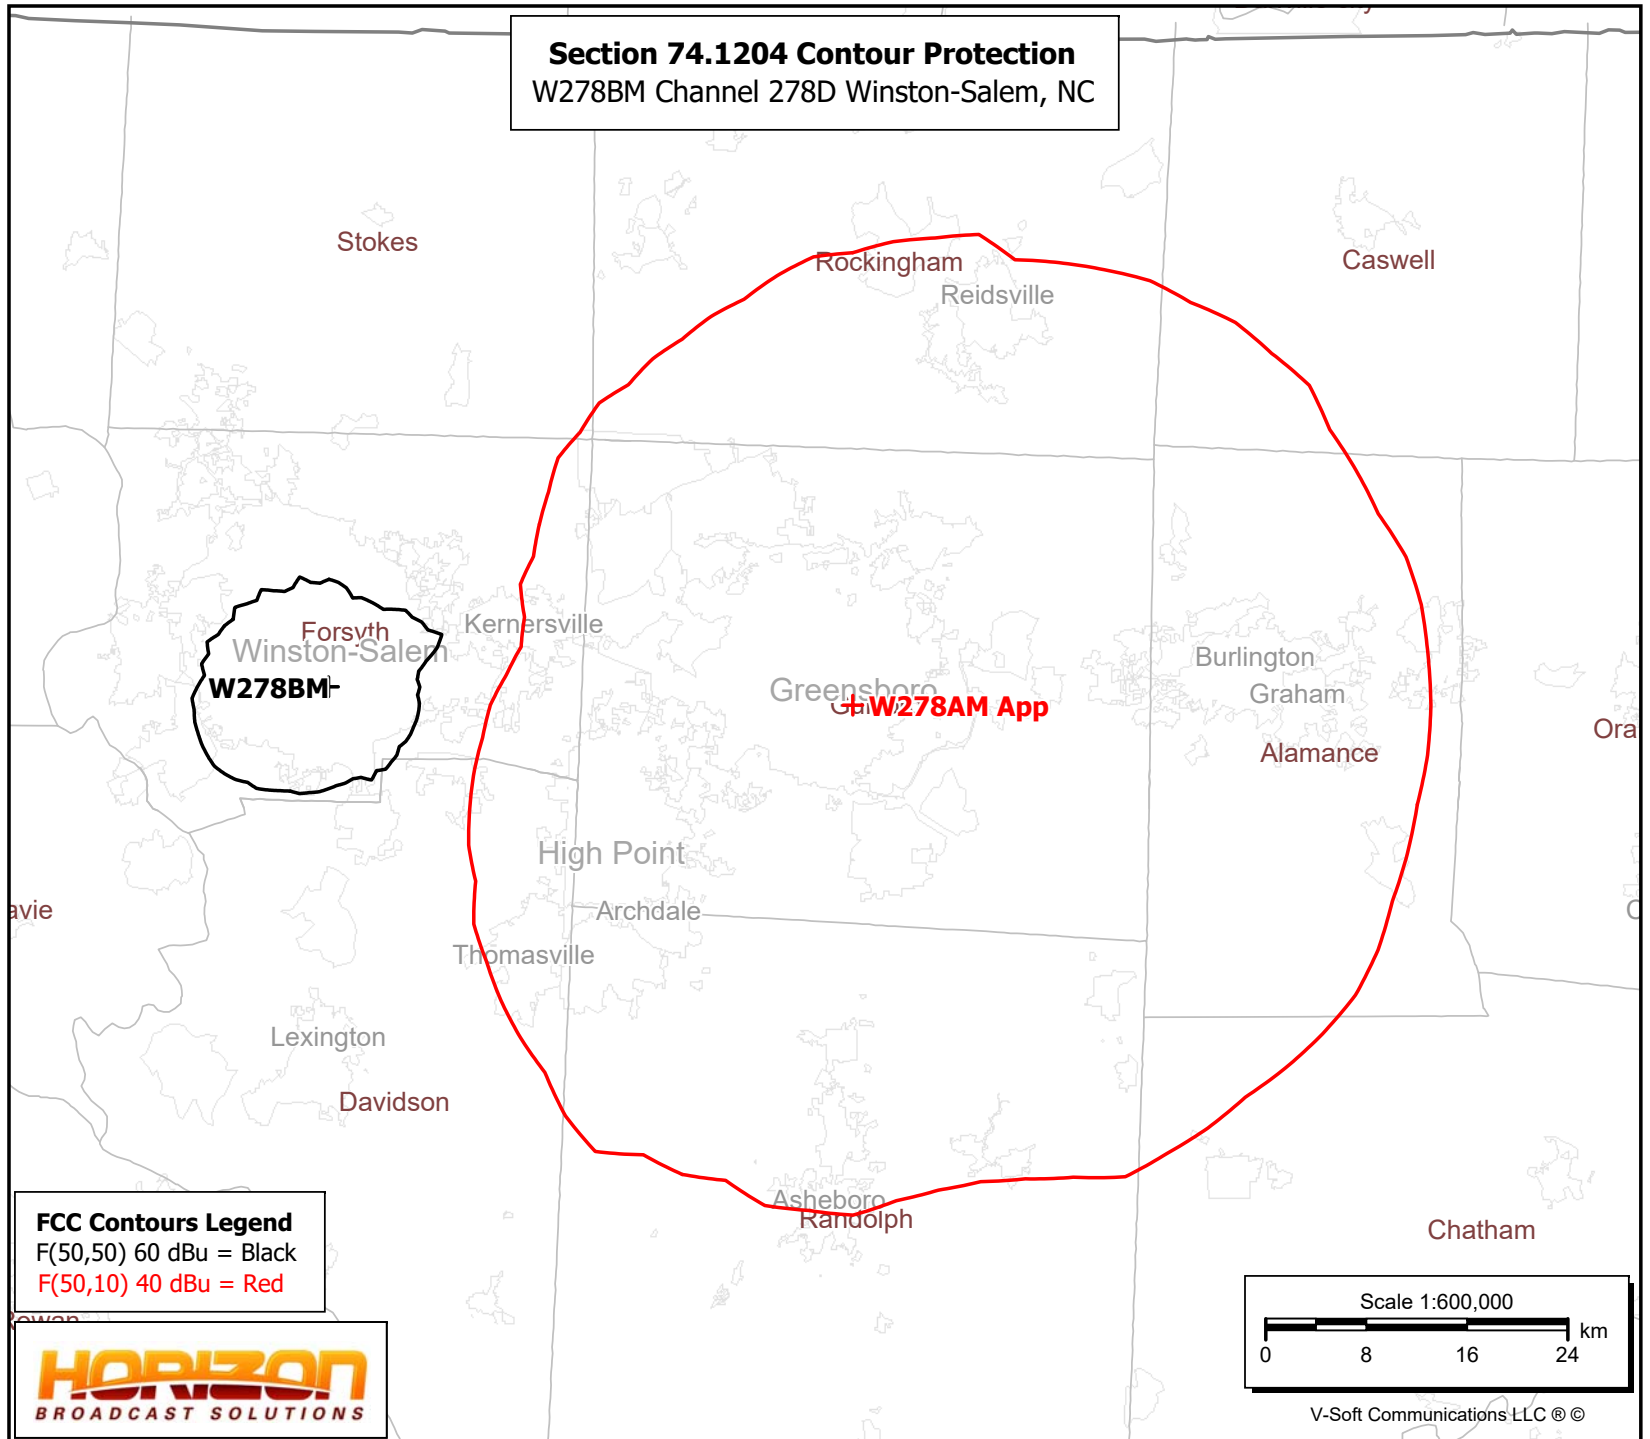 Section 74.1204 Contour Protection
W278BM Channel 278D Winston-Salem, NC
Stokes
Rockingham
Caswell
Reidsville
Forsyth
Kernersville
Winston-Salem
Burlington
W278BM
Greensboro
Graham
W278AM App
Ora
Alamance
High Point
avie
Archdale
Thomasville
Lexington
Davidson
Asheboro
Randolph
Chatham
FCC Contours Legend
F(50,50) 60 dBu = Black
F(50,10) 40 dBu = Red
Rowan
HORIZON
BROADCAST SOLUTIONS
Scale 1:600,000
km
0 8 16 24
V-Soft Communications LLC ® ©